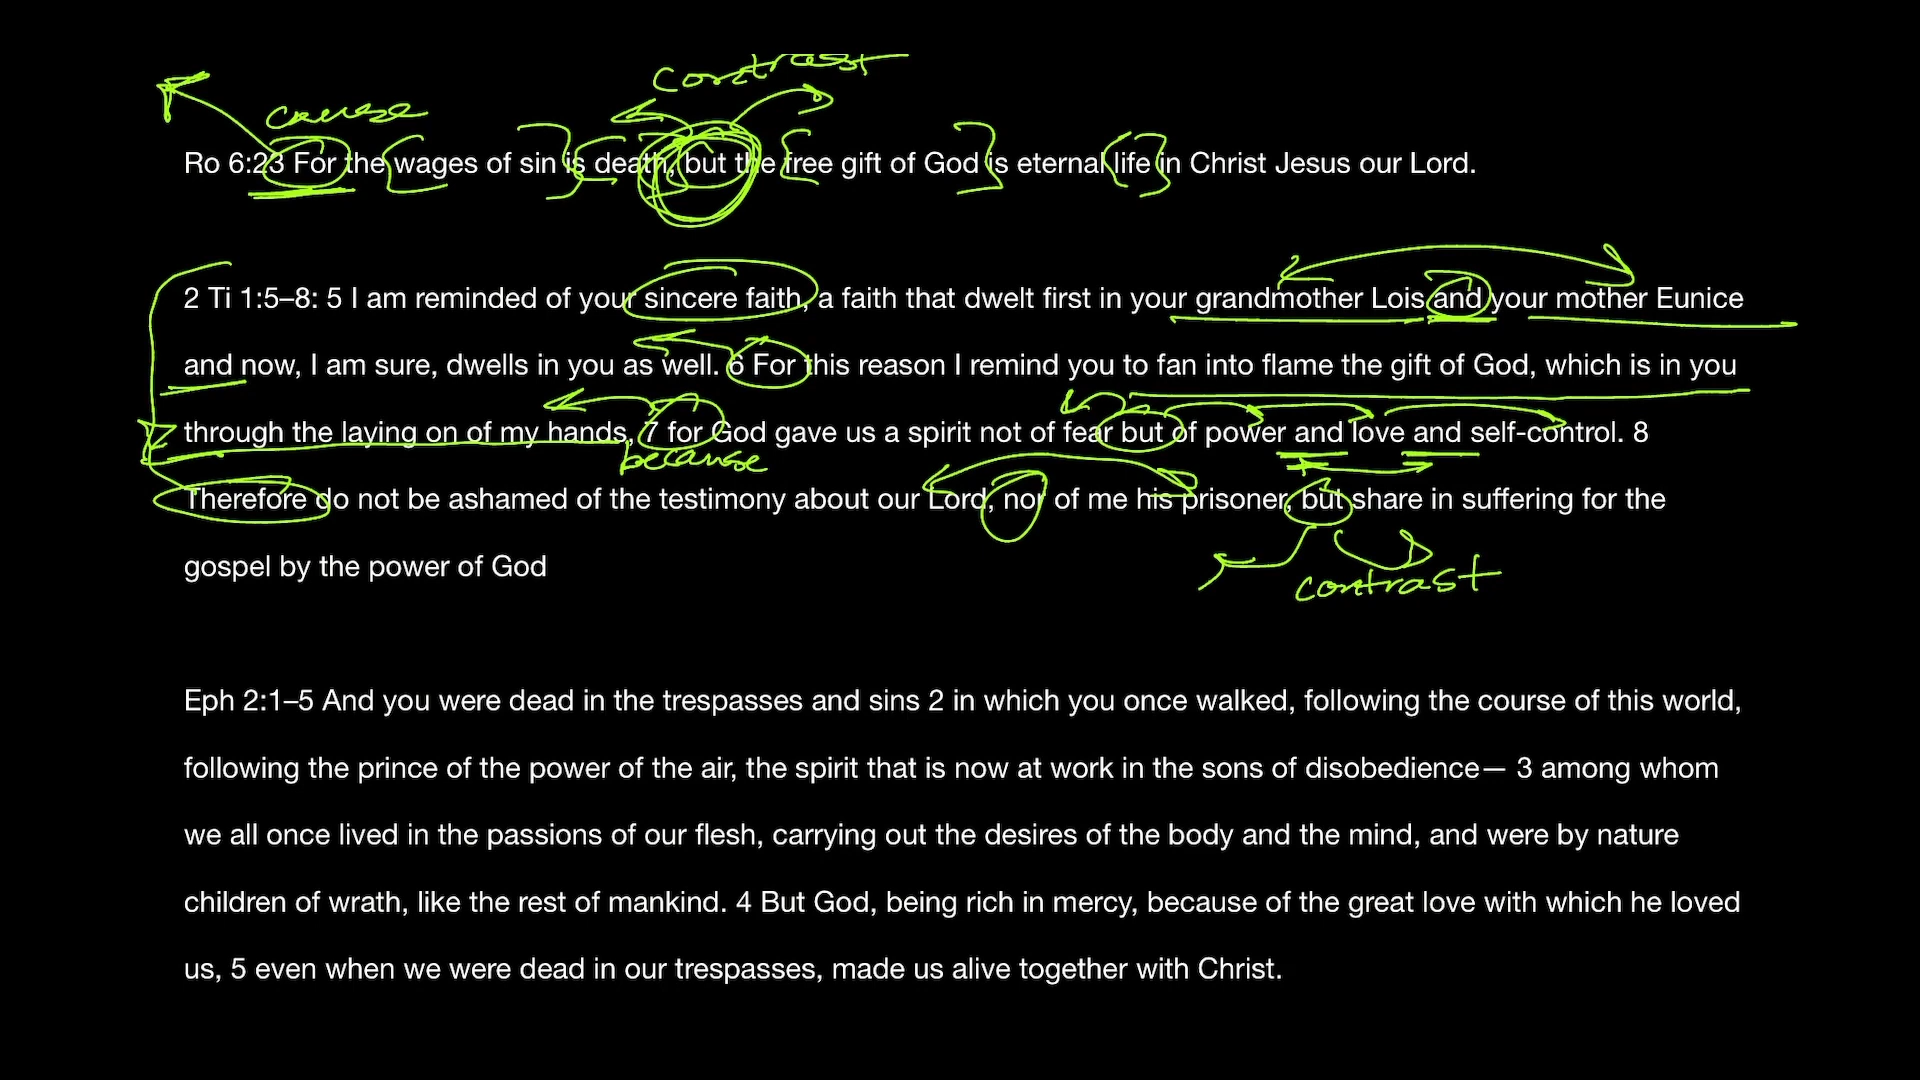 contrast
cause
Ro 6:23 For the wages of sin is death, but the free gift of God is eternal life in Christ Jesus our Lord.
2 Ti 1:5–8: 5 I am reminded of your sincere faith, a faith that dwelt first in your grandmother Lois and your mother Eunice
and now, I am sure, dwells in you as well. 6 For this reason I remind you to fan into flame the gift of God, which is in you
through the laying on of my hands, 7 for God gave us a spirit not of fear but of power and love and self-control. 8
because
Therefore do not be ashamed of the testimony about our Lord, nor of me his prisoner, but share in suffering for the
gospel by the power of God
contrast
Eph 2:1–5 And you were dead in the trespasses and sins 2 in which you once walked, following the course of this world,
following the prince of the power of the air, the spirit that is now at work in the sons of disobedience— 3 among whom
we all once lived in the passions of our flesh, carrying out the desires of the body and the mind, and were by nature
children of wrath, like the rest of mankind. 4 But God, being rich in mercy, because of the great love with which he loved
us, 5 even when we were dead in our trespasses, made us alive together with Christ.